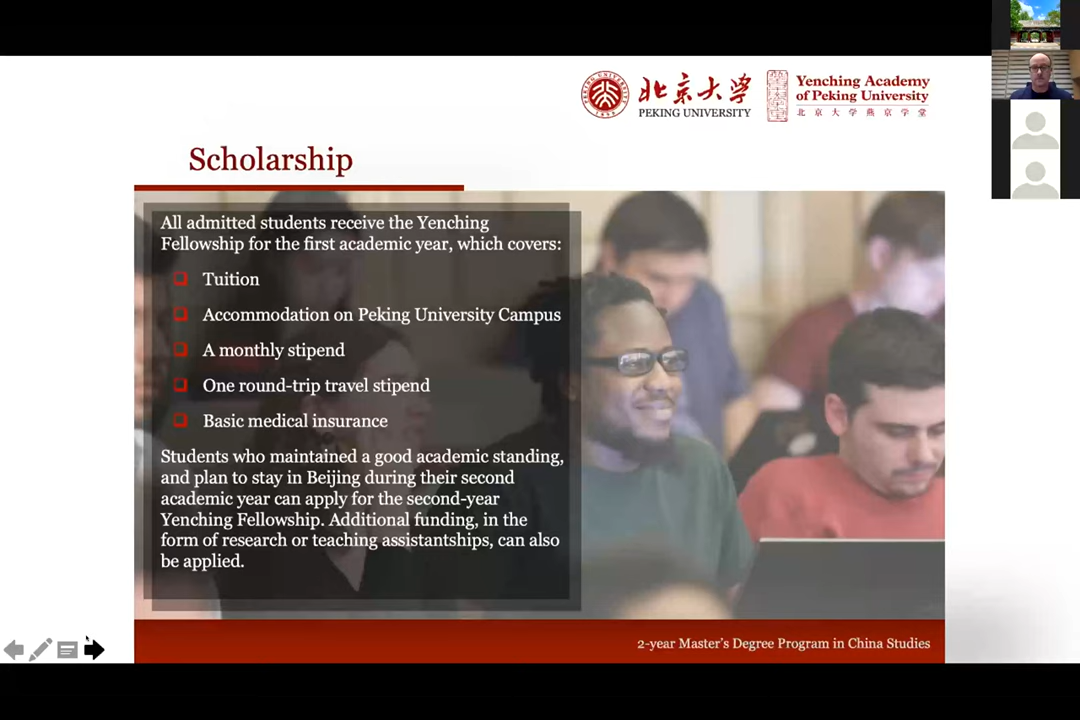 北京大学
PEKING UNIVERSITY
Yenching Academy
of Peking University
北京大学燕京学堂
PEKING UNIVERSITY
1898
Scholarship
All admitted students receive the Yenching
Fellowship for the first academic year, which covers:
Tuition
Accommodation on Peking University Campus
A monthly stipend
One round-trip travel stipend
Basic medical insurance
Students who maintained a good academic standing,
and plan to stay in Beijing during their second
academic year can apply for the second-year
Yenching Fellowship. Additional funding, in the
form of research or teaching assistantships, can also
be applied.
2-year Master's Degree Program in China Studies